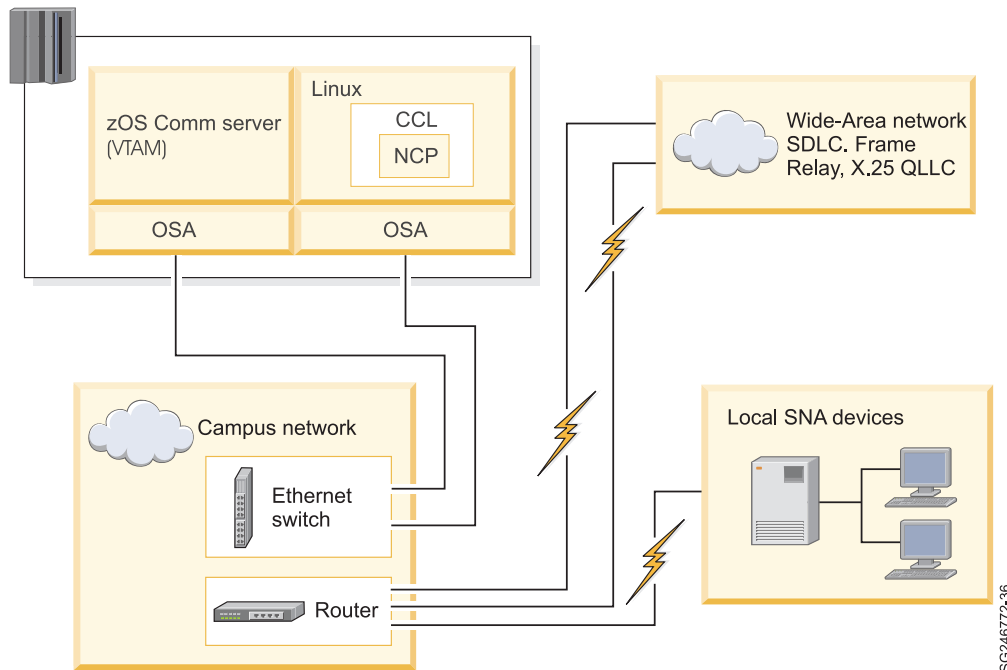 zOS Comm server
(VTAM)
Linux
CCL
NCP
OSA
OSA
Wide-Area network
SDLC. Frame
Relay, X.25 QLLC
Campus network
Ethernet
switch
Router
Local SNA devices
SG246772-36